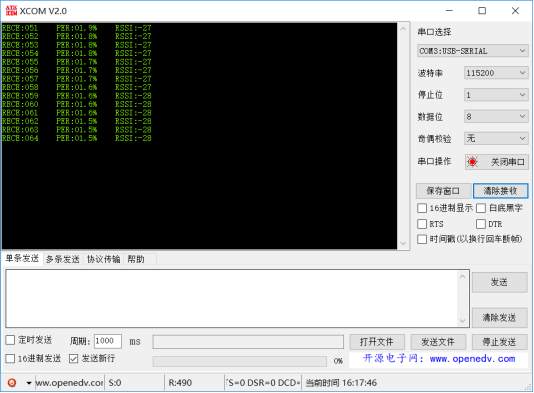 XCOM V2.0
RECE:051 PER:01.9% RSSI:-27
RECE:052 PER:01.8% RSSI:-27
RECE:053 PER:01.8% RSSI:-27
RECE:054 PER:01.8% RSSI:-27
RECE:055 PER:01.7% RSSI:-27
RECE:056 PER:01.7% RSSI:-27
RECE:057 PER:01.7% RSSI:-27
RECE:058 PER:01.6% RSSI:-27
RECE:059 PER:01.6% RSSI:-28
RECE:060 PER:01.6% RSSI:-28
RECE:061 PER:01.6% RSSI:-28
RECE:062 PER:01.5% RSSI:-28
RECE:063 PER:01.5% RSSI:-28
RECE:064 PER:01.5% RSSI:-28
串口选择
COM3:USB-SERIAL
波特率 115200
停止位 1
数据位 8
奇偶校验 无
串口操作 关闭串口
保存窗口 清除接收
16进制显示 白底黑字
RTS DTR
时间戳(以换行回车断帧)
单条发送 多条发送 协议传输 帮助
发送
清除发送
定时发送 周期: 1000 ms 打开文件 发送文件 停止发送
16进制发送 发送新行 0% 开源电子网: www.openedv.com
ww.openedv.cor S:0 R:490 S=0 DSR=0 DCD= 当前时间 16:17:46